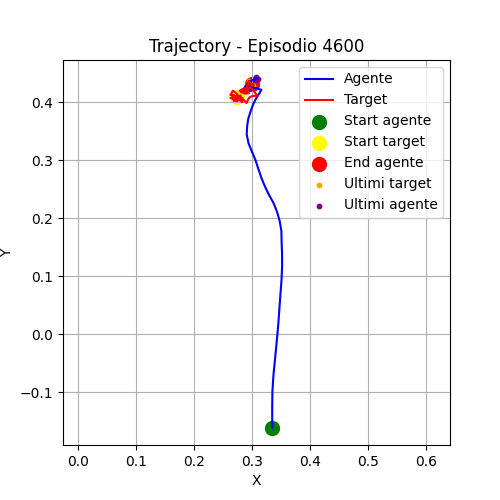 Trajectory - Episodio 4600
Agente
Target
Start agente
Start target
End agente
Ultimi target
Ultimi agente
0.4
0.3
0.2
0.1
0.0
−0.1
Y
0.0 0.1 0.2 0.3 0.4 0.5 0.6
X